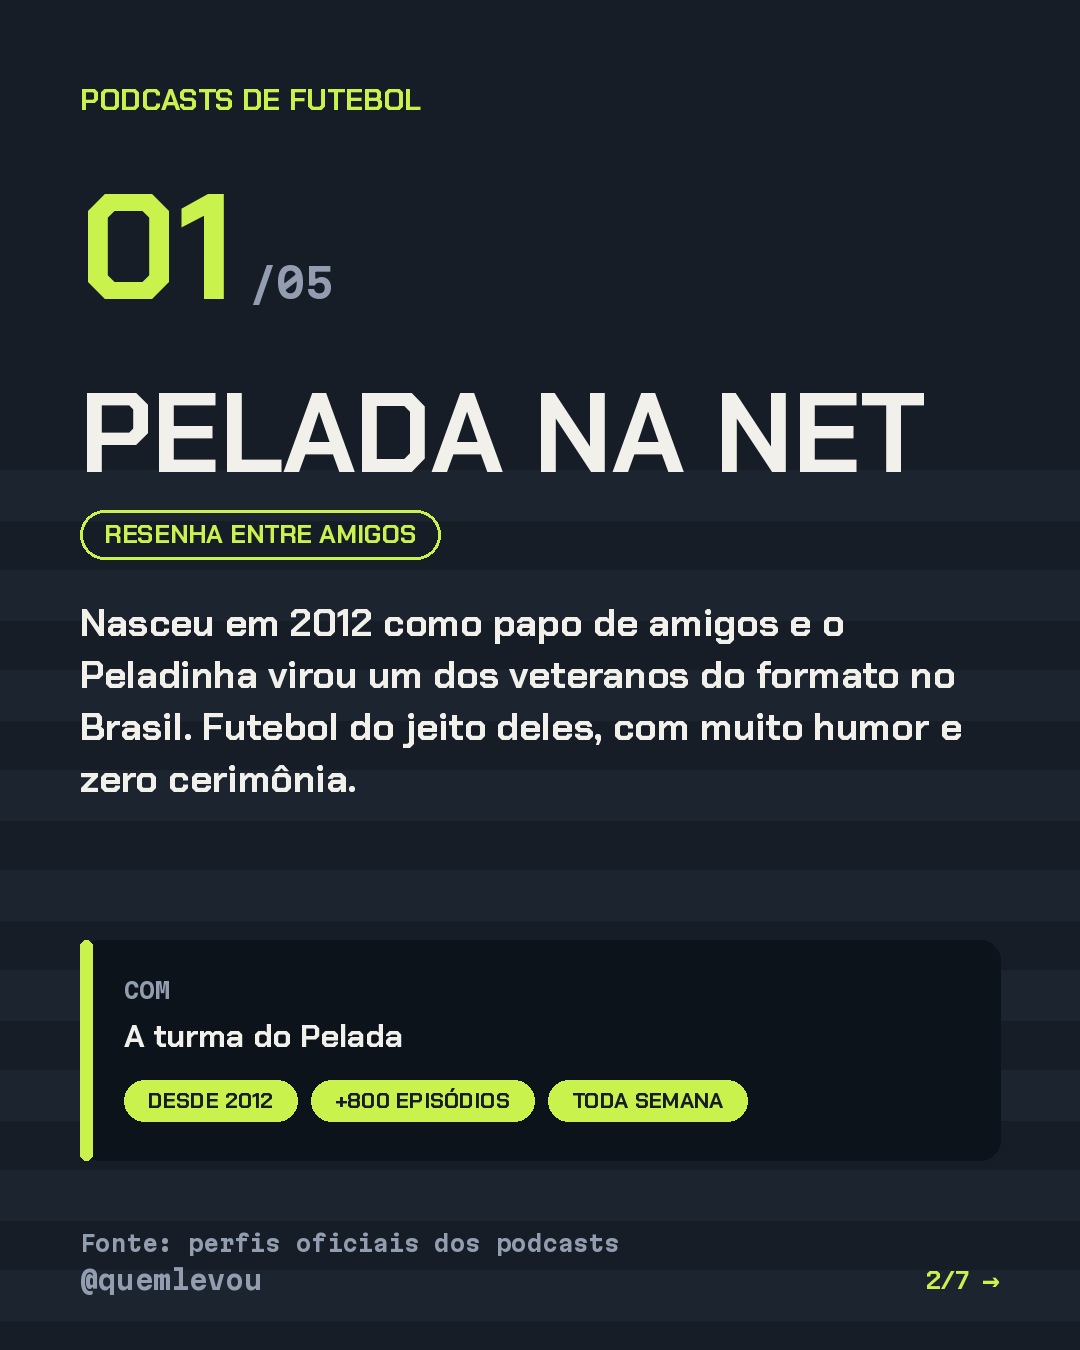 PODCASTS DE FUTEBOL
01 /05
PELADA NA NET
RESENHA ENTRE AMIGOS
Nasceu em 2012 como papo de amigos e o
Peladinha virou um dos veteranos do formato no
Brasil. Futebol do jeito deles, com muito humor e
zero cerimônia.
COM
A turma do Pelada
DESDE 2012 +800 EPISÓDIOS TODA SEMANA
Fonte: perfis oficiais dos podcasts
@quemlevou 2/7 →